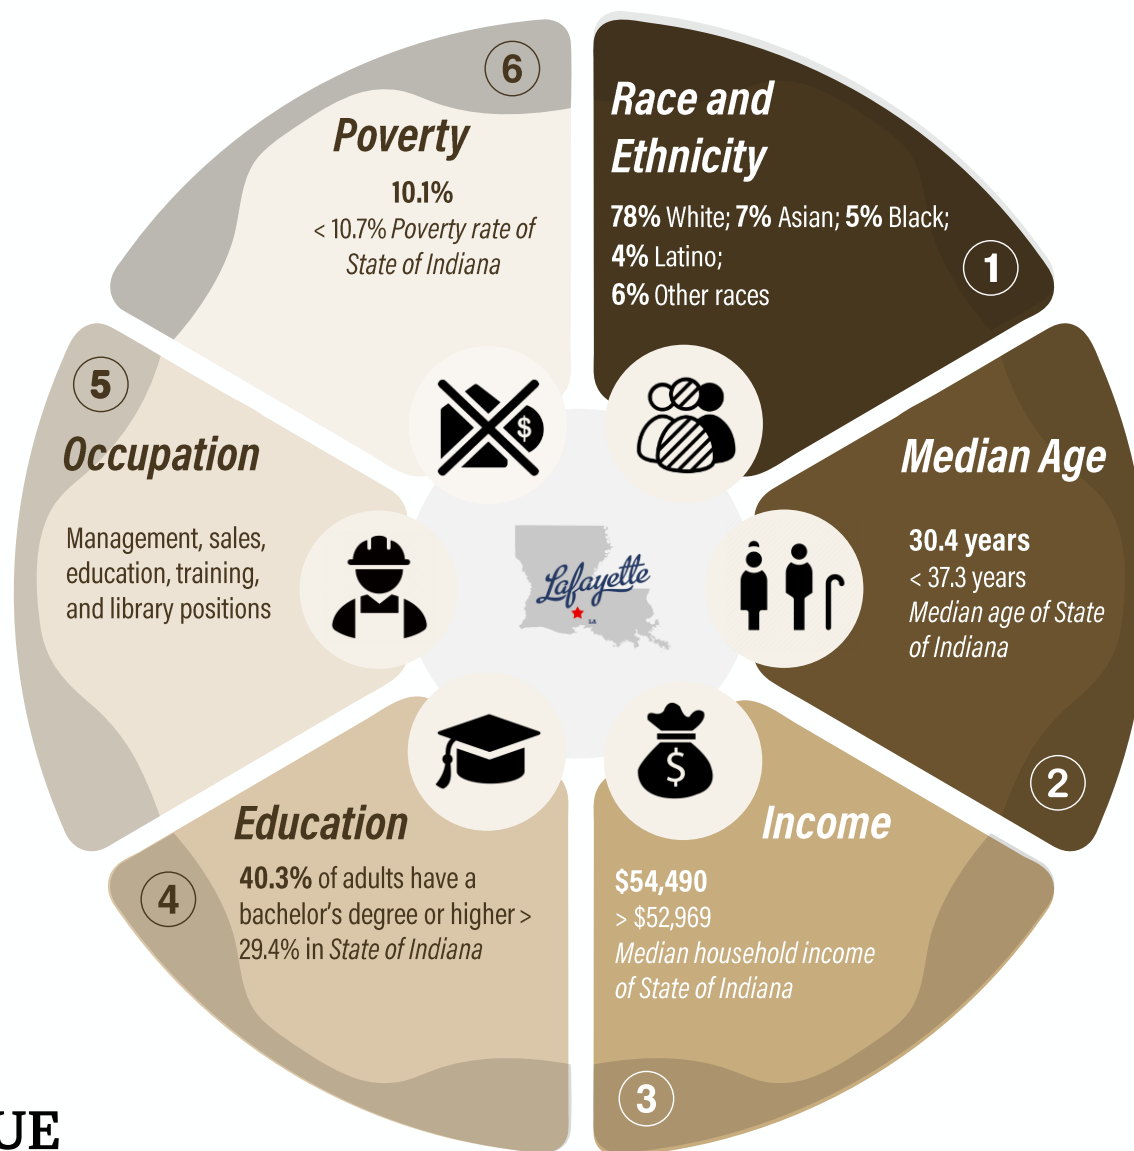 Race and
Ethnicity
78% White; 7% Asian; 5% Black;
4% Latino;
6% Other races
1
Median Age
30.4 years
< 37.3 years
Median age of State
of Indiana
2
Income
$54,490
> $52,969
Median household income
of State of Indiana
3
$
Education
40.3% of adults have a
bachelor's degree or higher >
29.4% in State of Indiana
4
5
Occupation
Management, sales,
education, training,
and library positions
6
Poverty
10.1%
< 10.7% Poverty rate of
State of Indiana
$
Lafayette
LA
UE